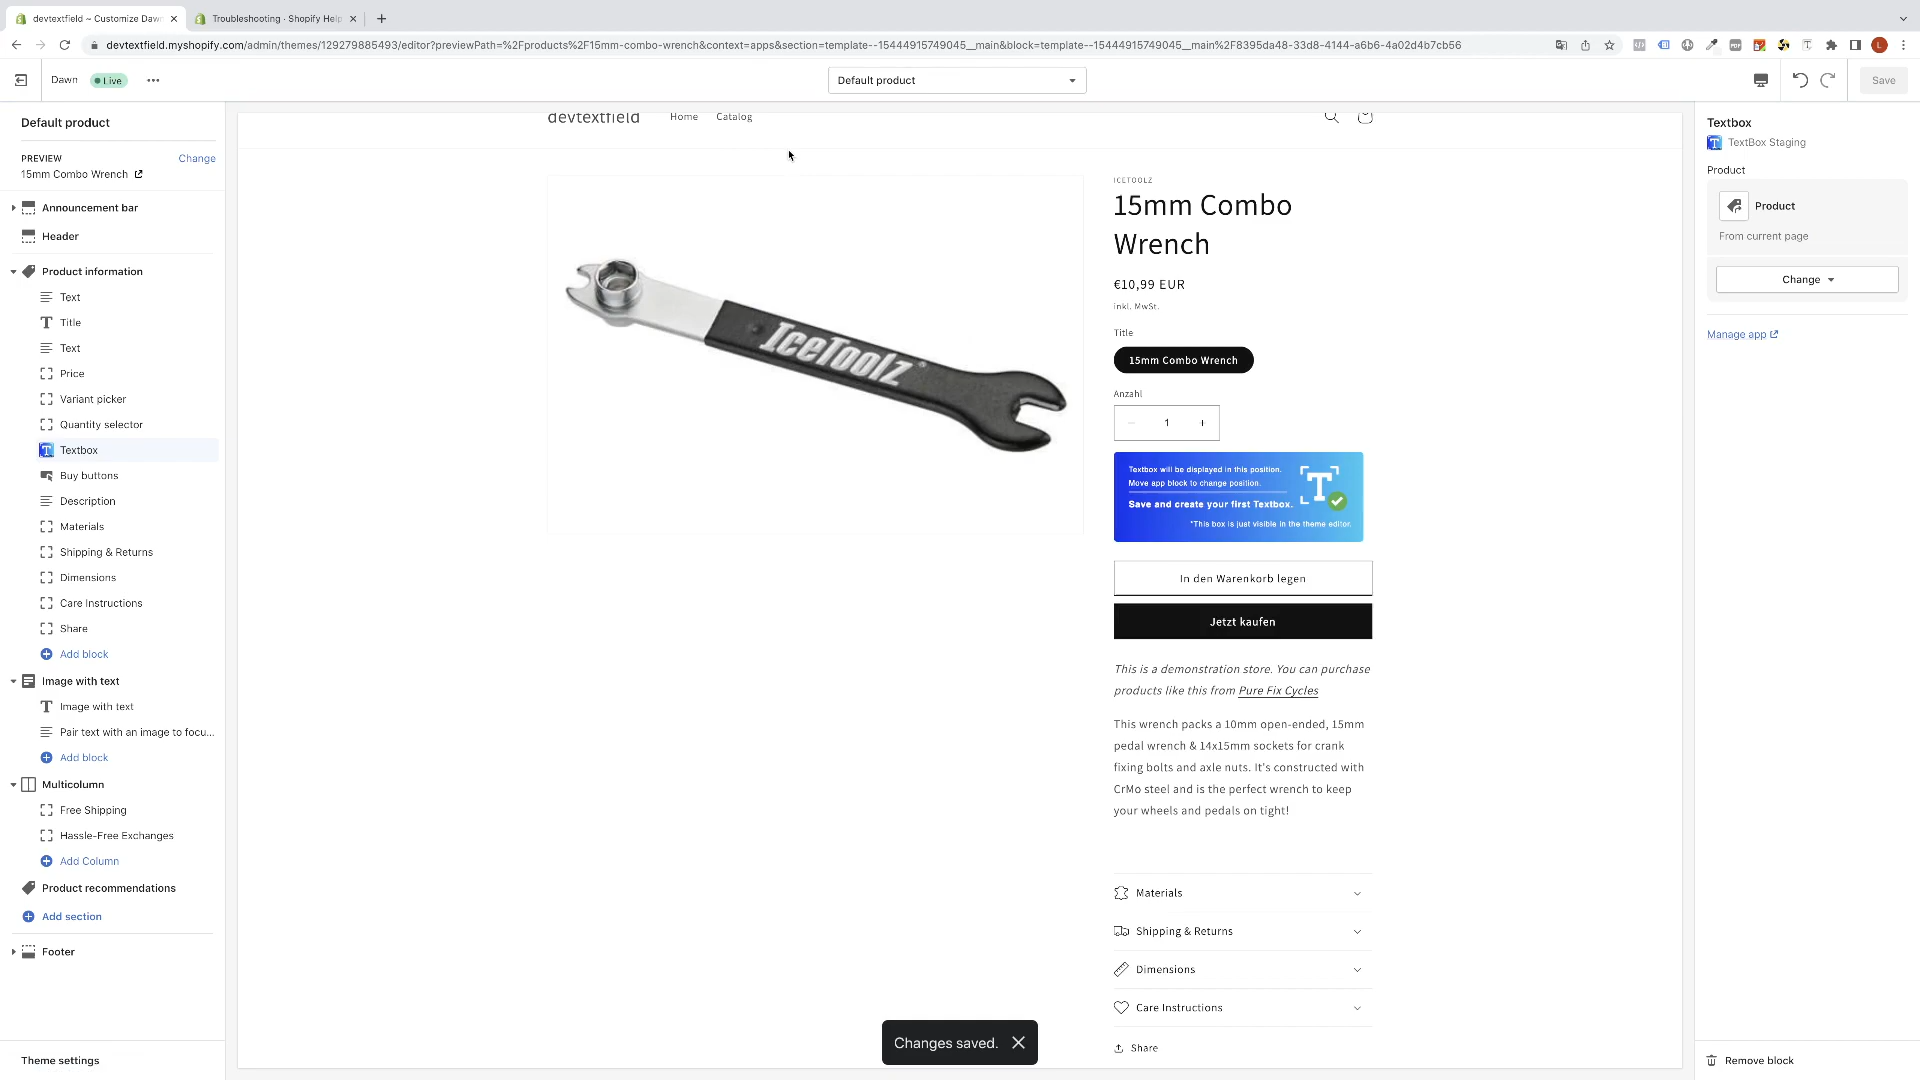 devtextfield ~ Customize Daw
Troubleshooting · Shopify Help
devtextfield.myshopify.com/admin/themes/129279885493/editor?previewPath=%2Fproducts%2F15mm-combo-wrench&context=apps&section=template--15444915749045__main&block=template--15444915749045__main%2F8395da48-33d8-4144-a6b6-4a02d4b7cb56
L
Dawn
Live
Default product
Save
Default product
PREVIEW
Change
15mm Combo Wrench
Announcement bar
Header
Product information
Text
Title
Text
Price
Variant picker
Quantity selector
Textbox
Buy buttons
Description
Materials
Shipping & Returns
Dimensions
Care Instructions
Share
Add block
Image with text
Image with text
Pair text with an image to focu...
Add block
Multicolumn
Free Shipping
Hassle-Free Exchanges
Add Column
Product recommendations
Add section
Footer
Theme settings
devtextfield
Home
Catalog
IceToolz
ICETOOLZ
15mm Combo
Wrench
€10,99 EUR
inkl. MwSt.
Title
15mm Combo Wrench
Anzahl
− 1 +
Textbox will be displayed in this position.
Move app block to change position.
Save and create your first Textbox.
*This box is just visible in the theme editor.
In den Warenkorb legen
Jetzt kaufen
This is a demonstration store. You can purchase
products like this from Pure Fix Cycles
This wrench packs a 10mm open-ended, 15mm
pedal wrench & 14x15mm sockets for crank
fixing bolts and axle nuts. It's constructed with
CrMo steel and is the perfect wrench to keep
your wheels and pedals on tight!
Materials
Shipping & Returns
Dimensions
Care Instructions
Share
Changes saved.
Textbox
TextBox Staging
Product
Product
From current page
Change
Manage app
Remove block